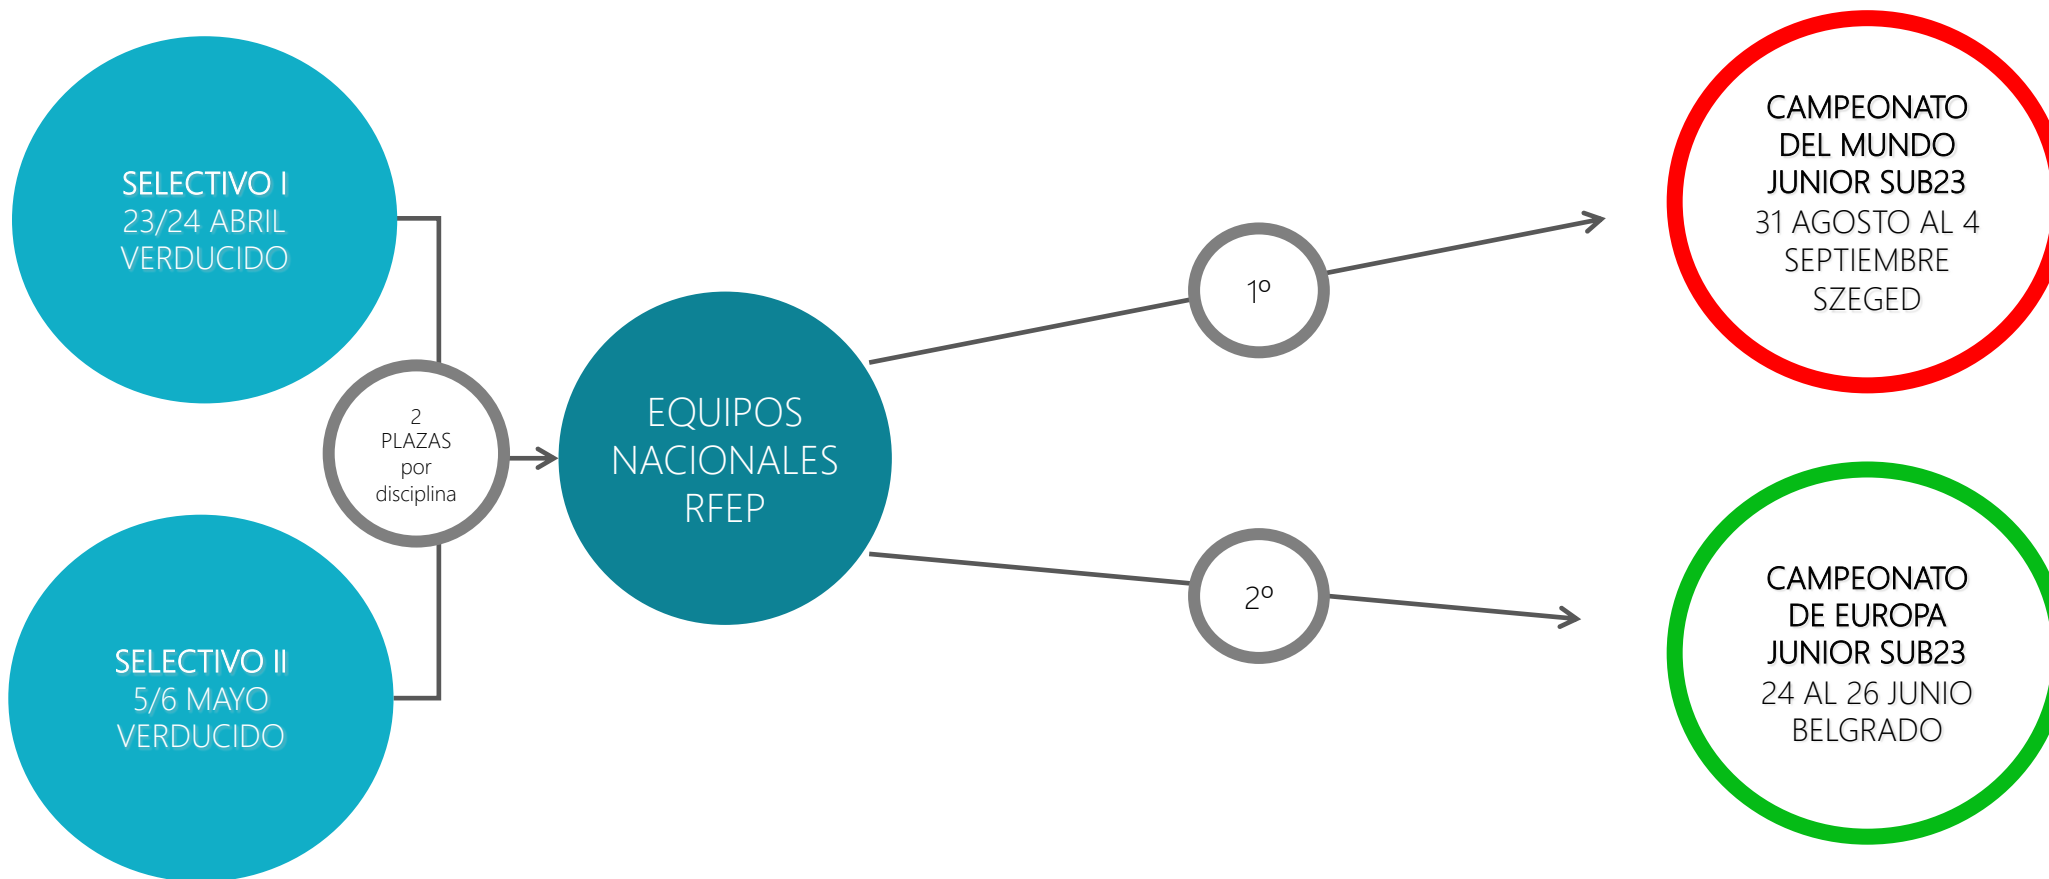 SELECTIVO I
23/24 ABRIL
VERDUCIDO
SELECTIVO II
5/6 MAYO
VERDUCIDO
2
PLAZAS
por
disciplina
EQUIPOS
NACIONALES
RFEP
1º
2º
CAMPEONATO
DEL MUNDO
JUNIOR SUB23
31 AGOSTO AL 4
SEPTIEMBRE
SZEGED
CAMPEONATO
DE EUROPA
JUNIOR SUB23
24 AL 26 JUNIO
BELGRADO